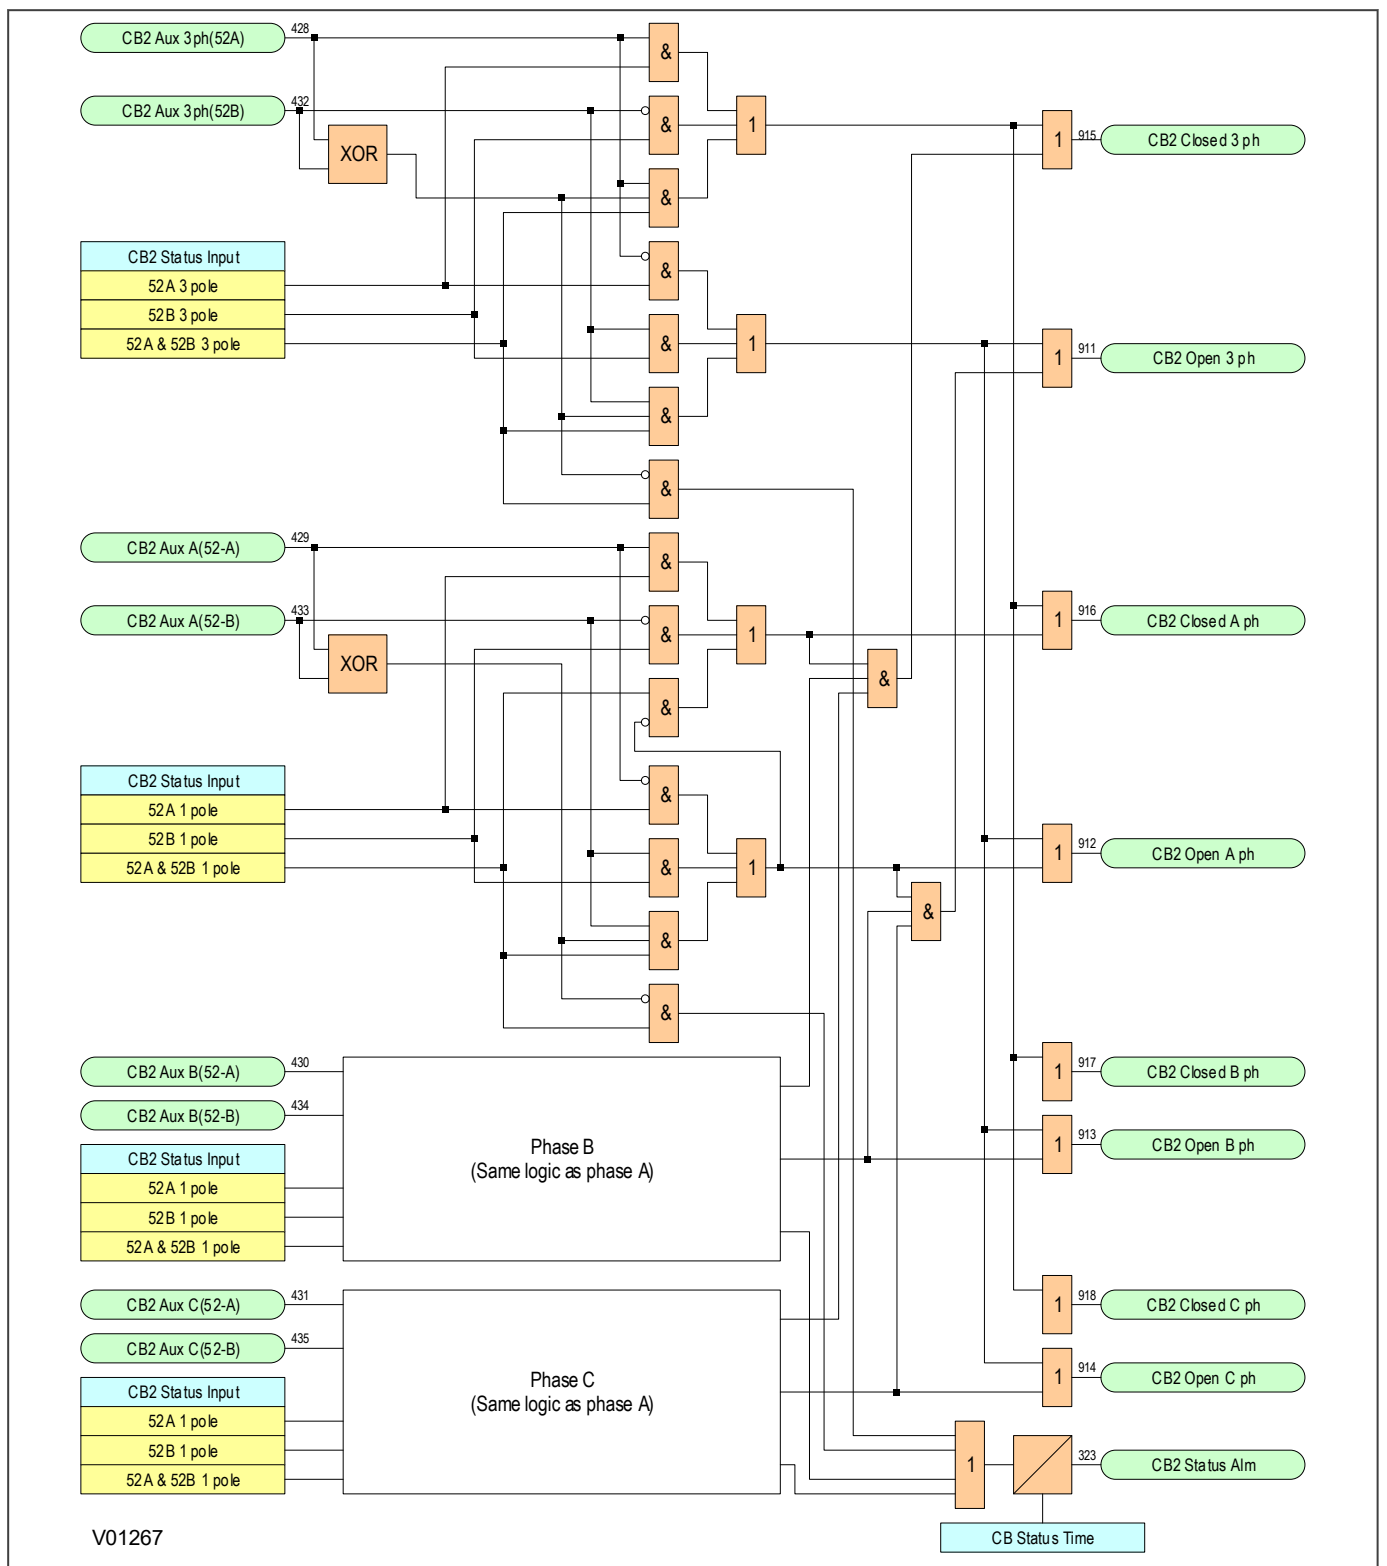 CB2 Aux 3ph(52A)
428
&
CB2 Aux 3ph(52B)
432
&
1
1
915
CB2 Closed 3 ph
XOR
&
CB2 Status Input
52A 3 pole
52B 3 pole
52A & 52B 3 pole
&
&
1
1
911
CB2 Open 3 ph
&
&
CB2 Aux A(52-A)
429
&
CB2 Aux A(52-B)
433
&
1
1
916
CB2 Closed A ph
XOR
&
&
CB2 Status Input
52A 1 pole
52B 1 pole
52A & 52B 1 pole
&
&
1
1
912
CB2 Open A ph
&
&
&
CB2 Aux B(52-A)
430
1
917
CB2 Closed B ph
CB2 Aux B(52-B)
434
Phase B
(Same logic as phase A)
1
913
CB2 Open B ph
CB2 Status Input
52A 1 pole
52B 1 pole
52A & 52B 1 pole
CB2 Aux C(52-A)
431
1
918
CB2 Closed C ph
CB2 Aux C(52-B)
435
Phase C
(Same logic as phase A)
1
914
CB2 Open C ph
CB2 Status Input
52A 1 pole
52B 1 pole
52A & 52B 1 pole
1
323
CB2 Status Alm
CB Status Time
V01267